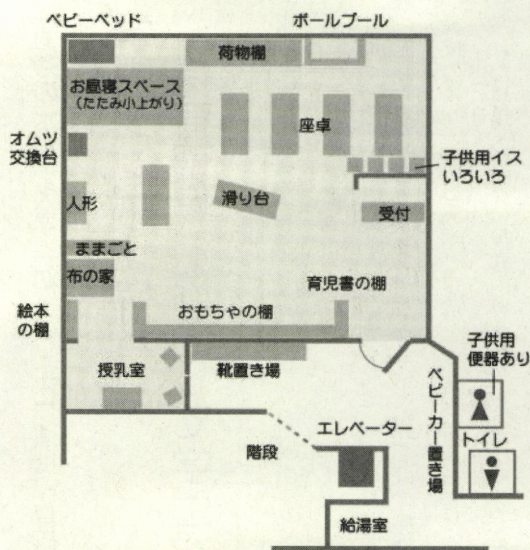 ベビーベッド
ボールプール
荷物棚
お昼寝スペース
(たたみ小上がり)
座卓
オムツ
交換台
子供用イス
いろいろ
人形
滑り台
受付
ままごと
布の家
育児書の棚
絵本
の棚
おもちゃの棚
子供用
便器あり
授乳室
靴置き場
ベビーカー置き場
エレベーター
トイレ
階段
給湯室